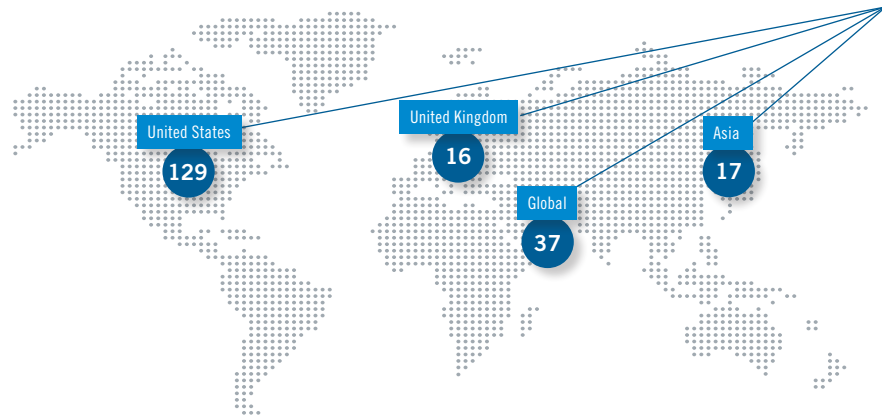 United States
129
United Kingdom
16
Global
37
Asia
17